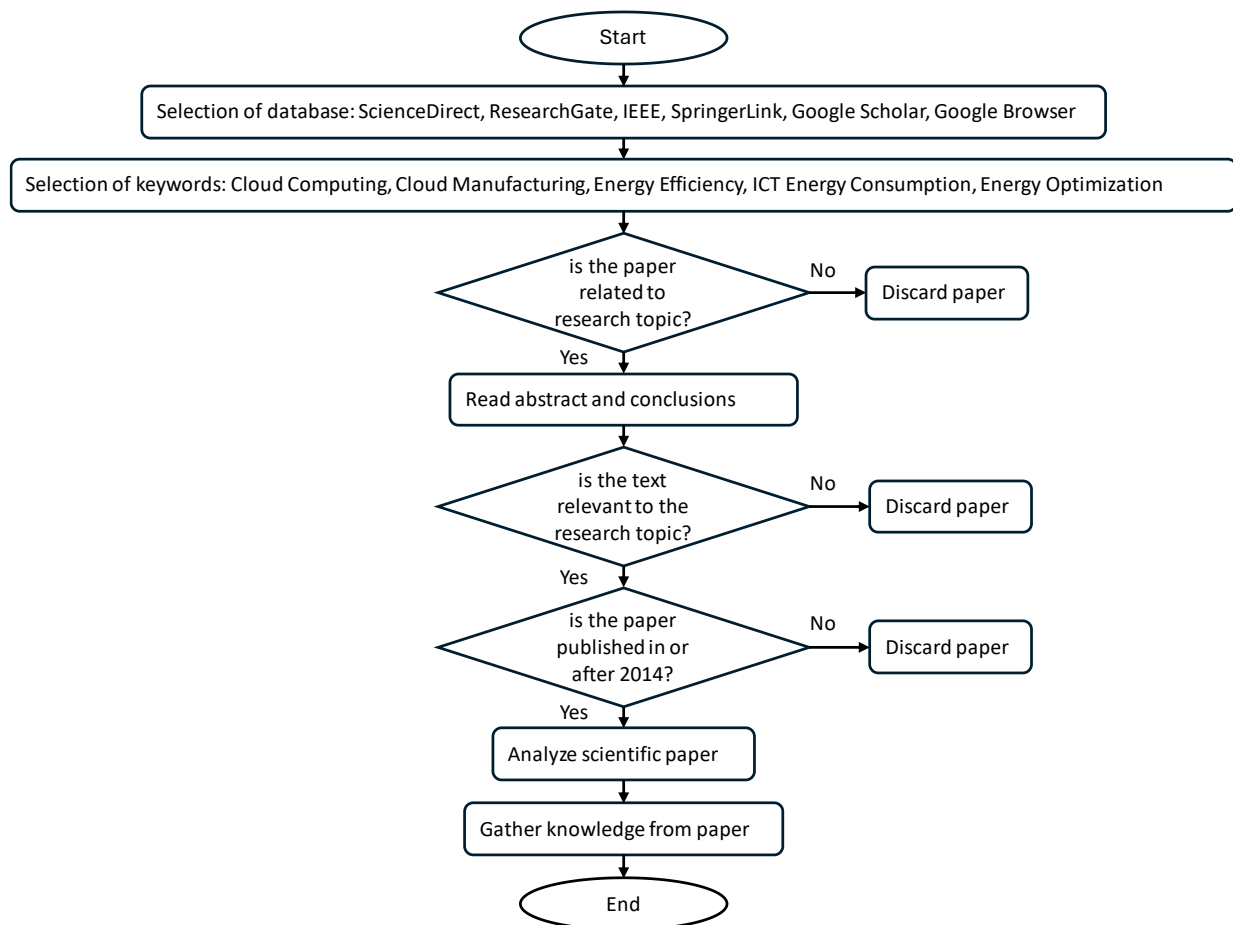 Start
Selection of database: ScienceDirect, ResearchGate, IEEE, SpringerLink, Google Scholar, Google Browser
Selection of keywords: Cloud Computing, Cloud Manufacturing, Energy Efficiency, ICT Energy Consumption, Energy Optimization
is the paper
related to
research topic?
No
Discard paper
Yes
Read abstract and conclusions
is the text
relevant to the
research topic?
No
Discard paper
Yes
is the paper
published in or
after 2014?
No
Discard paper
Yes
Analyze scientific paper
Gather knowledge from paper
End